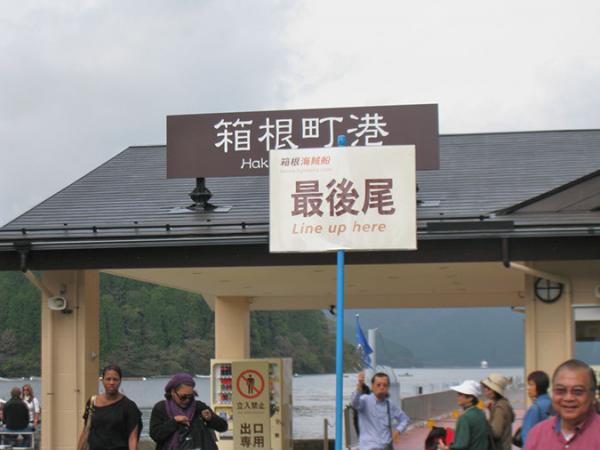 箱根町港
Hak
箱根海賊船
最後尾
Line up here
立入禁止
出口
専用